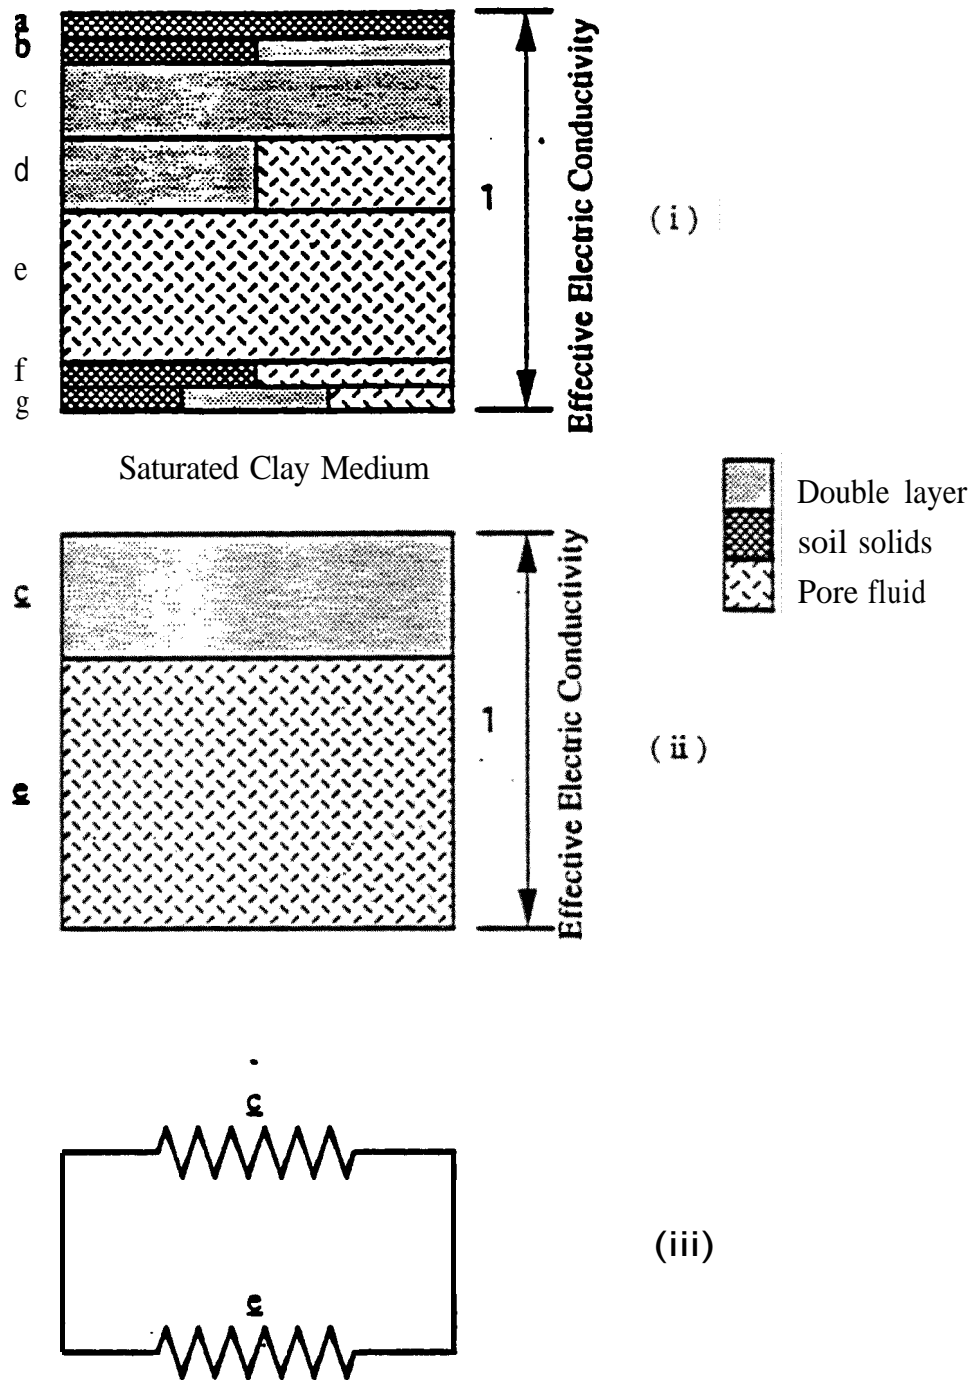 a
b
c
d
e
f
g
1
Effective Electric Conductivity
(i)
Saturated Clay Medium
Double layer
soil solids
Pore fluid
c
e
1
Effective Electric Conductivity
(ii)
c
e
(iii)